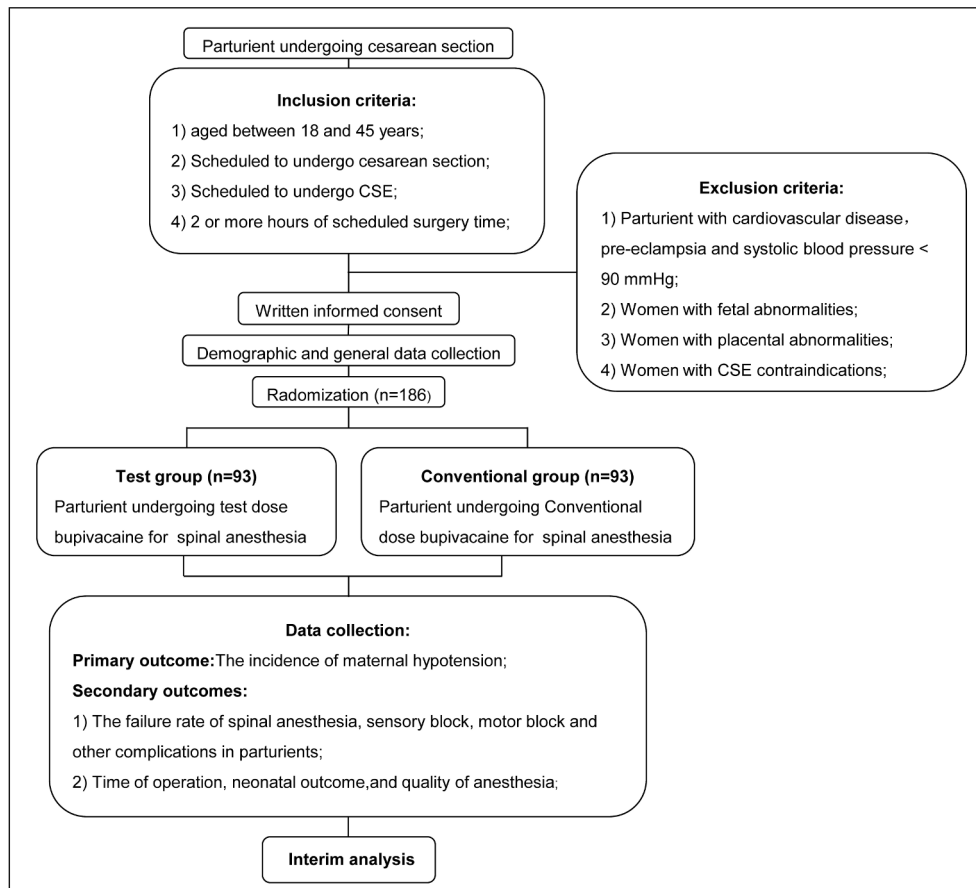 Parturient undergoing cesarean section
Inclusion criteria:
1) aged between 18 and 45 years;
2) Scheduled to undergo cesarean section;
3) Scheduled to undergo CSE;
4) 2 or more hours of scheduled surgery time;
Exclusion criteria:
1) Parturient with cardiovascular disease，
pre-eclampsia and systolic blood pressure <
90 mmHg;
2) Women with fetal abnormalities;
3) Women with placental abnormalities;
4) Women with CSE contraindications;
Written informed consent
Demographic and general data collection
Radomization (n=186)
Test group (n=93)
Parturient undergoing test dose
bupivacaine for spinal anesthesia
Conventional group (n=93)
Parturient undergoing Conventional
dose bupivacaine for spinal anesthesia
Data collection:
Primary outcome:The incidence of maternal hypotension;
Secondary outcomes:
1) The failure rate of spinal anesthesia, sensory block, motor block and
other complications in parturients;
2) Time of operation, neonatal outcome,and quality of anesthesia;
Interim analysis